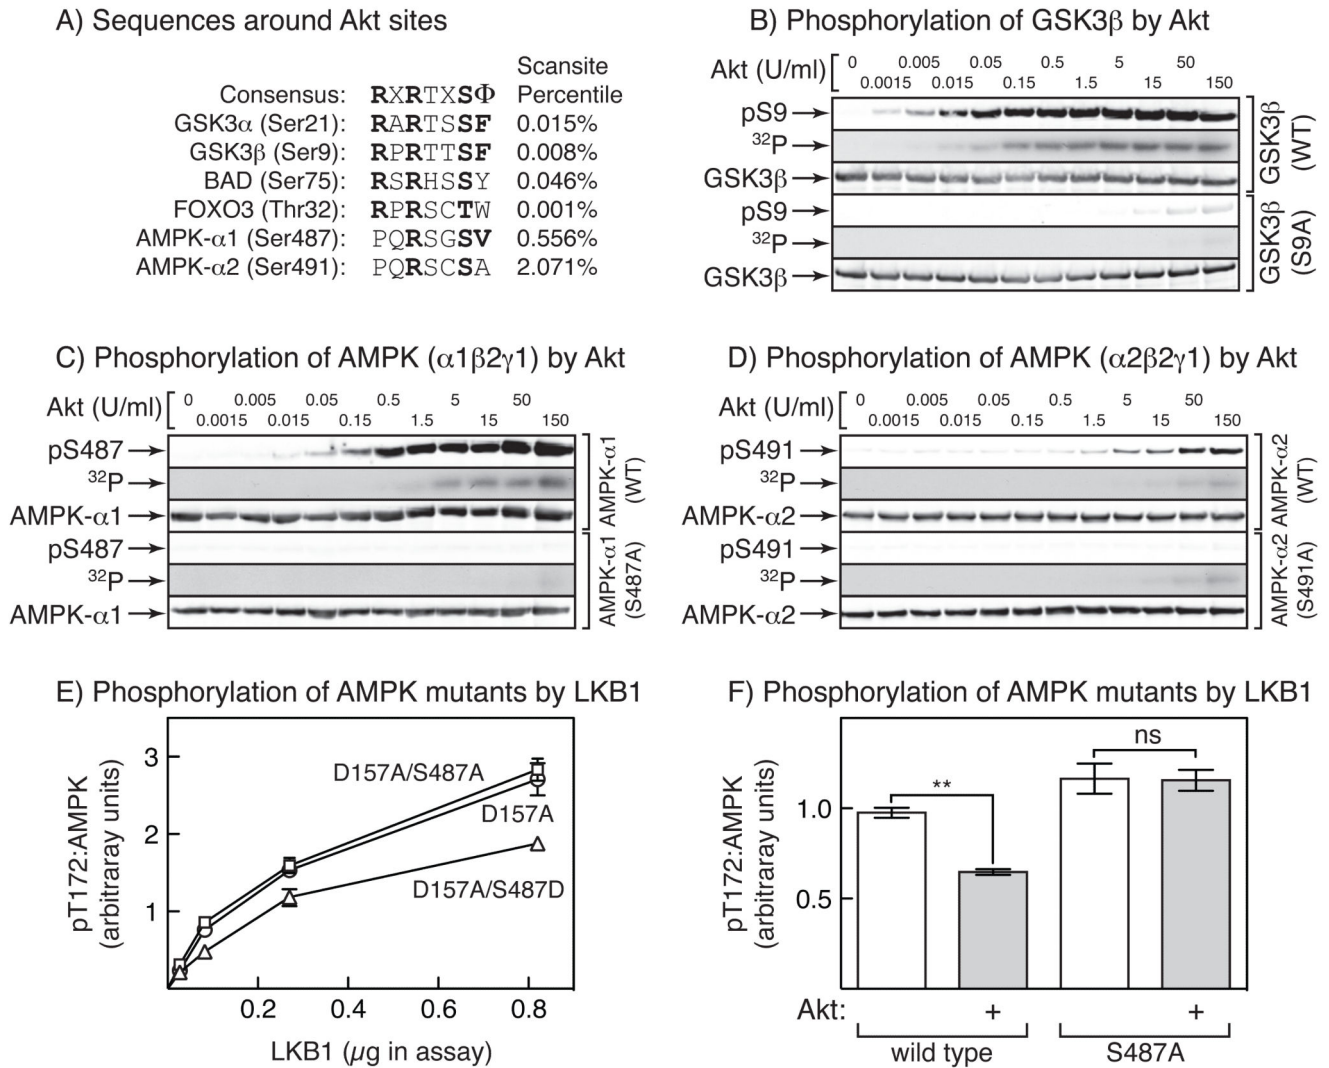 A) Sequences around Akt sites
Scansite
Consensus: RXRTXSΦ Percentile
GSK3α (Ser21): RARTSSF 0.015%
GSK3β (Ser9): RPRTTSF 0.008%
BAD (Ser75): RSRHSSY 0.046%
FOXO3 (Thr32): RPRSCTW 0.001%
AMPK-α1 (Ser487): PQRSGSV 0.556%
AMPK-α2 (Ser491): PQRSCSA 2.071%
B) Phosphorylation of GSK3β by Akt
Akt (U/ml) 0 0.005 0.05 0.5 5 50
0.0015 0.015 0.15 1.5 15 150
pS9
32P
GSK3β
GSK3β
(WT)
pS9
32P
GSK3β
GSK3β
(S9A)
C) Phosphorylation of AMPK (α1β2γ1) by Akt
Akt (U/ml) 0 0.005 0.05 0.5 5 50
0.0015 0.015 0.15 1.5 15 150
pS487
32P
AMPK-α1
AMPK-α1
(WT)
pS487
32P
AMPK-α1
AMPK-α1
(S487A)
D) Phosphorylation of AMPK (α2β2γ1) by Akt
Akt (U/ml) 0 0.005 0.05 0.5 5 50
0.0015 0.015 0.15 1.5 15 150
pS491
32P
AMPK-α2
AMPK-α2
(WT)
pS491
32P
AMPK-α2
AMPK-α2
(S491A)
E) Phosphorylation of AMPK mutants by LKB1
pT172:AMPK
(arbitraray units)
3
2
1
D157A/S487A
D157A
D157A/S487D
0.2 0.4 0.6 0.8
LKB1 (µg in assay)
F) Phosphorylation of AMPK mutants by LKB1
pT172:AMPK
(arbitraray units)
1.0
0.5
**
ns
Akt: + +
wild type S487A